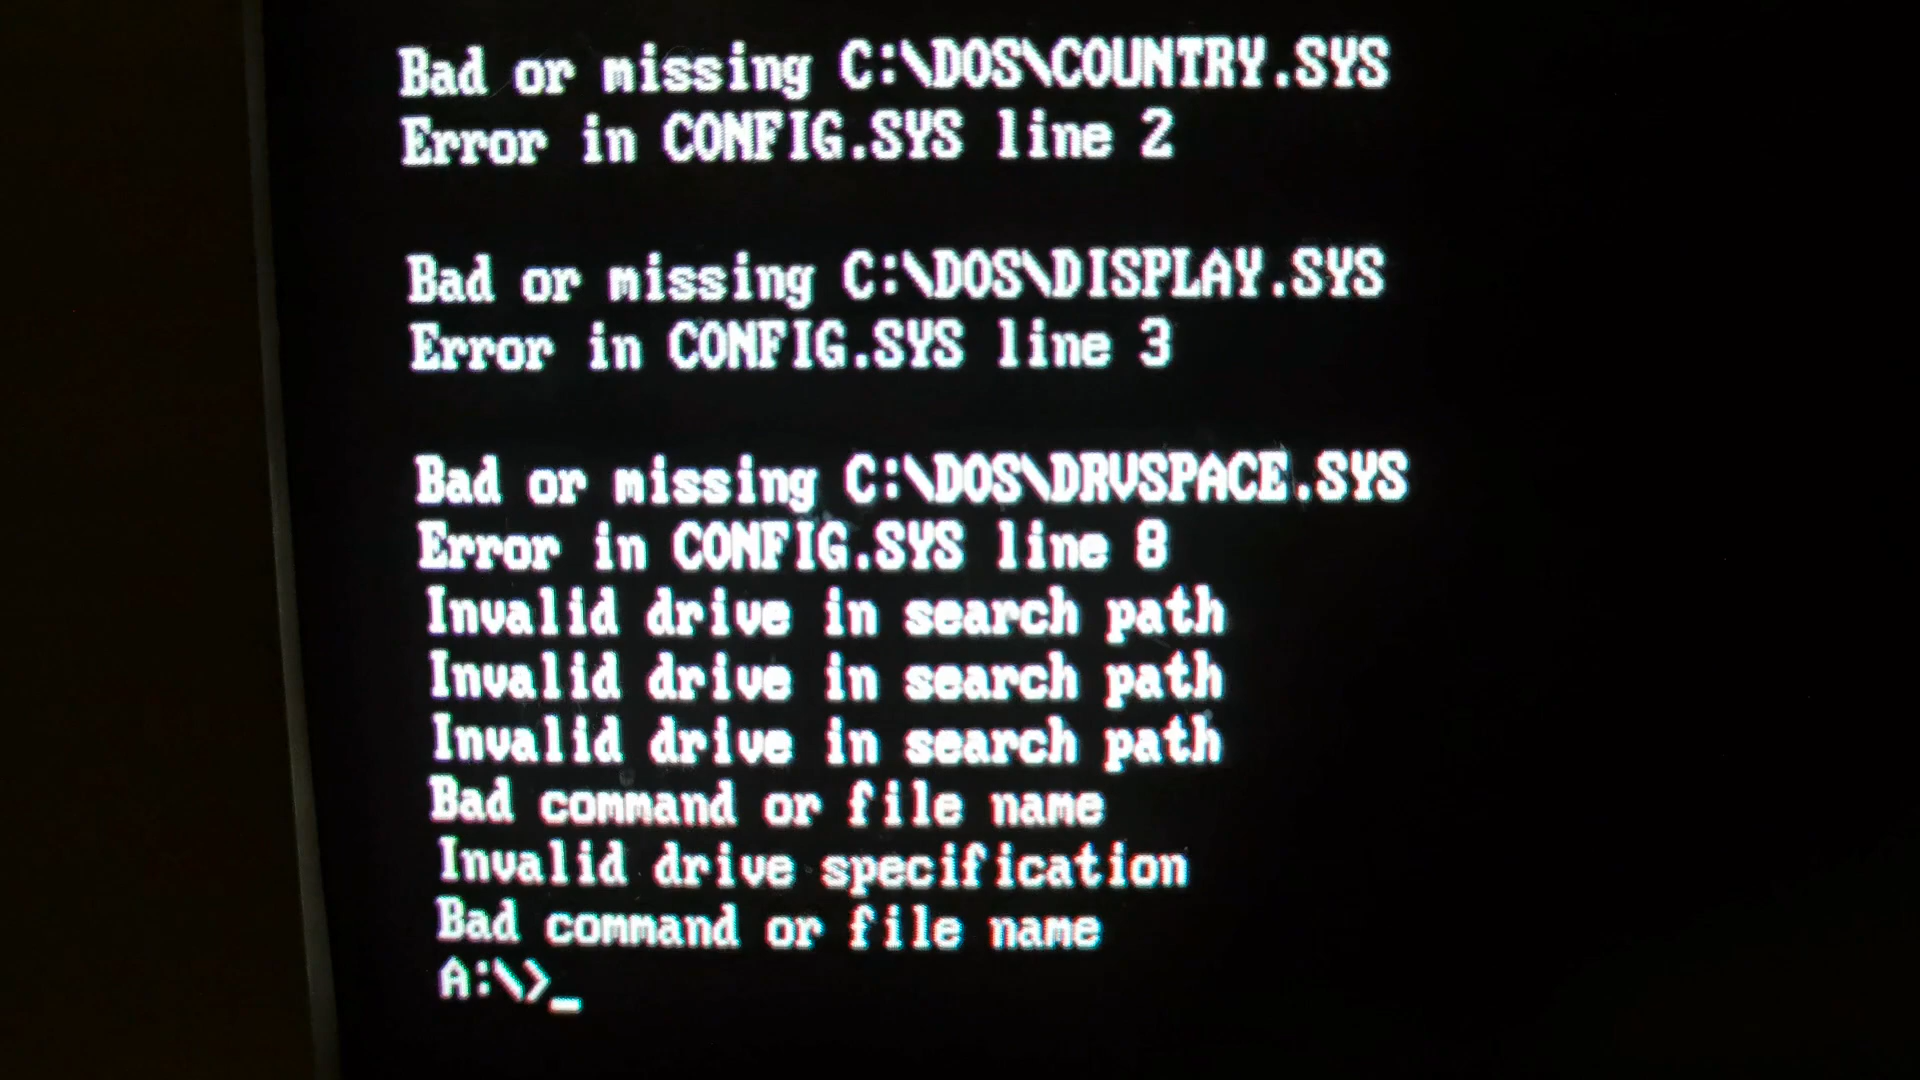 Bad or missing C:\DOS\COUNTRY.SYS
Error in CONFIG.SYS line 2
Bad or missing C:\DOS\DISPLAY.SYS
Error in CONFIG.SYS line 3
Bad or missing C:\DOS\DRVSPACE.SYS
Error in CONFIG.SYS line 8
Invalid drive in search path
Invalid drive in search path
Invalid drive in search path
Bad command or file name
Invalid drive specification
Bad command or file name
A:\>_